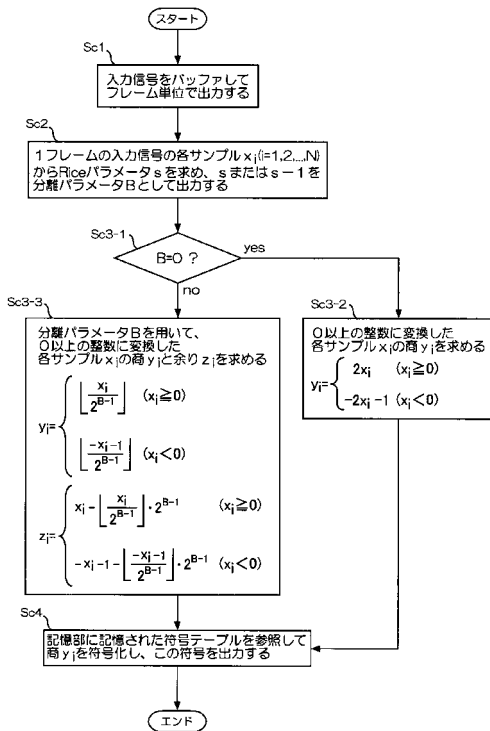 スタート
Sc1
入力信号をバッファして
フレーム単位で出力する
Sc2
1フレームの入力信号の各サンプルxi(i=1,2,...,N)
からRiceパラメータsを求め、sまたはs-1を
分離パラメータBとして出力する
Sc3-1
B=0 ?
yes
no
Sc3-3
分離パラメータBを用いて、
0以上の整数に変換した
各サンプルxiの商yiと余りziを求める
yi= { ⌊xi/2^(B-1)⌋ (xi≧0)
⌊(-xi-1)/2^(B-1)⌋ (xi<0)
zi= { xi-⌊xi/2^(B-1)⌋・2^(B-1) (xi≧0)
-xi-1-⌊(-xi-1)/2^(B-1)⌋・2^(B-1) (xi<0)
Sc3-2
0以上の整数に変換した
各サンプルxiの商yiを求める
yi= { 2xi (xi≧0)
-2xi-1 (xi<0)
Sc4
記憶部に記憶された符号テーブルを参照して
商yiを符号化し、この符号を出力する
エンド